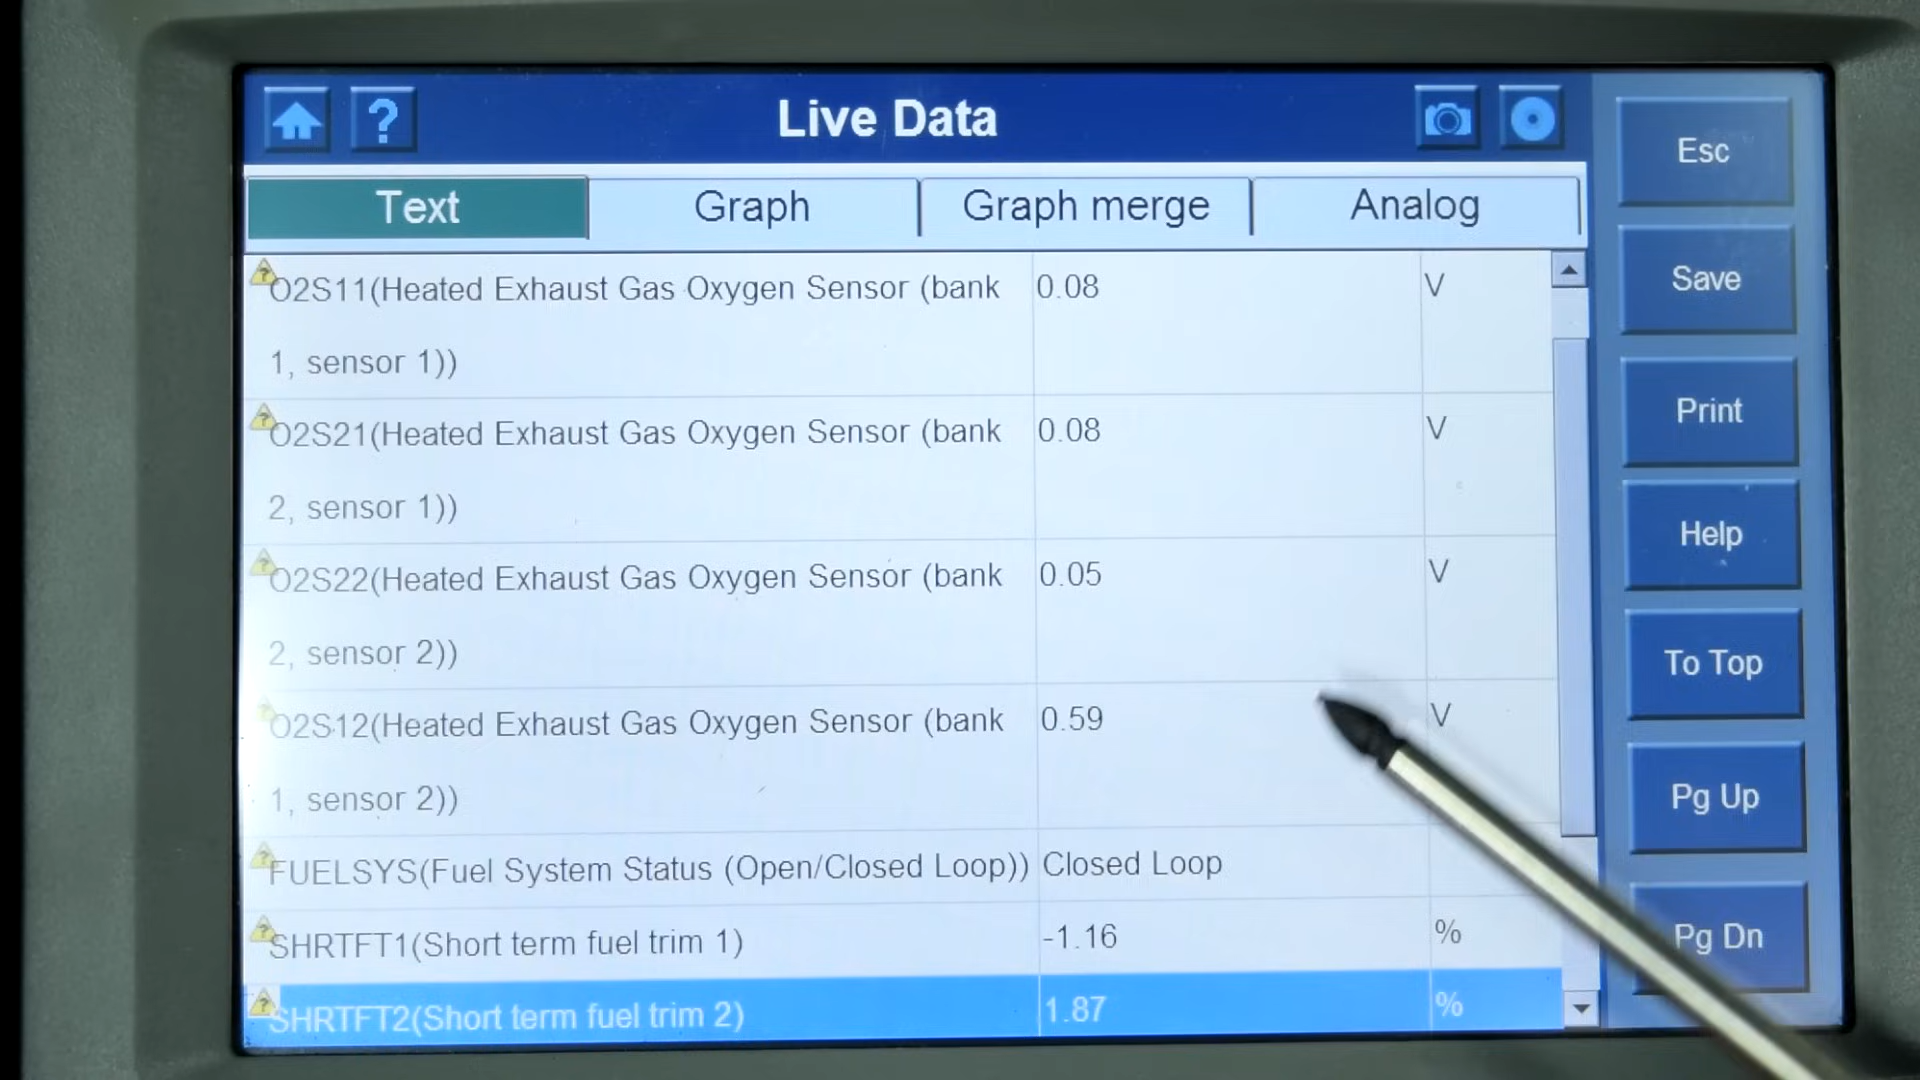 ?
Live Data
Esc
Text
Graph
Graph merge
Analog
Save
O2S11(Heated Exhaust Gas Oxygen Sensor (bank
1, sensor 1))
0.08
V
Print
O2S21(Heated Exhaust Gas Oxygen Sensor (bank
2, sensor 1))
0.08
V
Help
O2S22(Heated Exhaust Gas Oxygen Sensor (bank
2, sensor 2))
0.05
V
To Top
O2S12(Heated Exhaust Gas Oxygen Sensor (bank
1, sensor 2))
0.59
V
Pg Up
FUELSYS(Fuel System Status (Open/Closed Loop))
Closed Loop
SHRTFT1(Short term fuel trim 1)
-1.16
%
Pg Dn
SHRTFT2(Short term fuel trim 2)
1.87
%